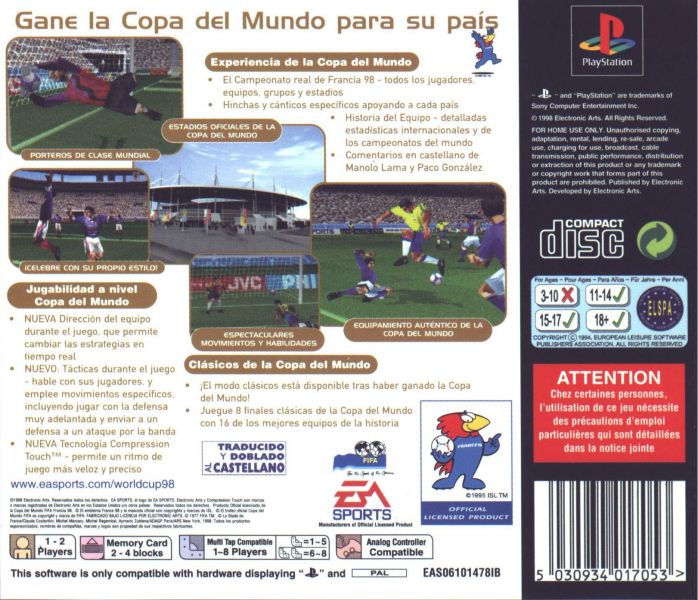 Gane la Copa del Mundo para su país
Experiencia de la Copa del Mundo
• El Campeonato real de Francia 98 - todos los jugadores,
equipos, grupos y estadios
• Hinchas y cánticos específicos apoyando a cada país
• Historia del Equipo - detalladas
estadísticas internacionales y de
los campeonatos del mundo
• Comentarios en castellano de
Manolo Lama y Paco González
ESTADIOS OFICIALES DE LA
COPA DEL MUNDO
PORTEROS DE CLASE MUNDIAL
¡CELEBRE CON SU PROPIO ESTILO!
JVC
EQUIPAMIENTO AUTÉNTICO DE LA
COPA DEL MUNDO
ESPECTACULARES
MOVIMIENTOS Y HABILIDADES
Jugabilidad a nivel
Copa del Mundo
• NUEVA Dirección del equipo
durante el juego, que permite
cambiar las estrategias en
tiempo real
• NUEVO: Tácticas durante el juego
- hable con sus jugadores, y
emplee movimientos específicos,
incluyendo jugar con la defensa
muy adelantada y enviar a un
defensa a un ataque por la banda
• NUEVA Tecnología Compression
Touch™ - permite un ritmo de
juego más veloz y preciso
www.easports.com/worldcup98
Clásicos de la Copa del Mundo
• ¡El modo clásicos está disponible tras haber ganado la Copa
del Mundo!
• Juegue 8 finales clásicas de la Copa del Mundo
con 16 de los mejores equipos de la historia
TRADUCIDO
Y DOBLADO
AL CASTELLANO
FIFA
For the Good of the Game
EA
SPORTS
Manufacturers of Official Licensed Product
FRANCE 98
©1995 ISL™
OFFICIAL
LICENSED PRODUCT
1 - 2
Players
Memory Card
2 - 4 blocks
Multi Tap Compatible
1–8 Players
=1–5
=6–8
Analog Controller
Compatible
This software is only compatible with hardware displaying " " and PAL
EAS06101478IB
PlayStation
" " and "PlayStation" are trademarks of
Sony Computer Entertainment Inc.
© 1998 Electronic Arts. All Rights Reserved.
FOR HOME USE ONLY. Unauthorised copying,
adaptation, rental, lending, re-sale, arcade
use, charging for use, broadcast, cable
transmission, public performance, distribution
or extraction of this product or any trademark
or copyright work that forms part of this
product are prohibited. Published by Electronic
Arts. Developed by Electronic Arts.
COMPACT
disc
For Ages - Pour Ages - Para Años - Für Jahre - Per Anni
3-10 11-14
15-17 18+
ELSPA
COPYRIGHT © 1994, EUROPEAN LEISURE SOFTWARE
PUBLISHERS ASSOCIATION. ALL RIGHTS RESERVED
ATTENTION
Chez certaines personnes,
l'utilisation de ce jeu nécessite
des précautions d'emploi
particulières qui sont détaillées
dans la notice jointe
5 030934 017053 >